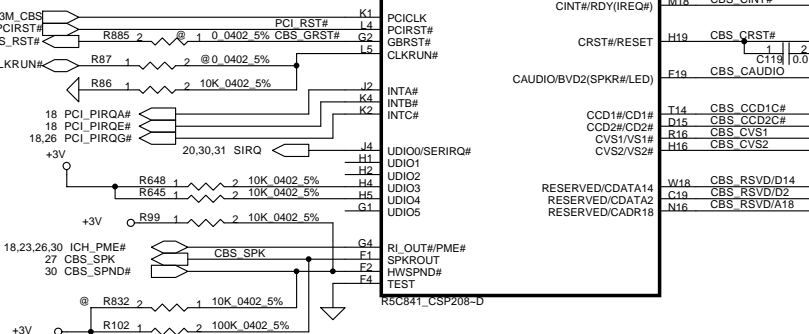 3M_CBS K1 PCICLK CINT#/RDY(IREQ#) M18 CBS_CINT#
PCIRST# PCI_RST# L4 PCIRST#
S_RST# R885 2 @ 1 0_0402_5% CBS_GRST# G2 GBRST# CRST#/RESET H19 CBS_CRST#
LKRUN# R87 1 2 @0_0402_5% L5 CLKRUN# 1 2
C119 0.0
R86 1 2 10K_0402_5% CAUDIO/BVD2(SPKR#/LED) F19 CBS_CAUDIO
J2 INTA#
18 PCI_PIRQA# K4 INTB# CCD1#/CD1# T14 CBS_CCD1C#
18 PCI_PIRQE# K2 INTC# CCD2#/CD2# D15 CBS_CCD2C#
18,26 PCI_PIRQG# CVS1/VS1# R16 CBS_CVS1
20,30,31 SIRQ J4 UDIO0/SERIRQ# CVS2/VS2# H16 CBS_CVS2
+3V H1 UDIO1
H2 UDIO2
R648 1 2 10K_0402_5% H4 UDIO3 RESERVED/CDATA14 W18 CBS_RSVD/D14
R645 1 2 10K_0402_5% H5 UDIO4 RESERVED/CDATA2 C19 CBS_RSVD/D2
G1 UDIO5 RESERVED/CADR18 N16 CBS_RSVD/A18
+3V R99 1 2 10K_0402_5%
18,23,26,30 ICH_PME# G4 RI_OUT#/PME#
27 CBS_SPK CBS_SPK F1 SPKROUT
30 CBS_SPND# F2 HWSPND#
F4 TEST
@ R832 2 1 10K_0402_5% R5C841_CSP208~D
+3V R102 1 2 100K_0402_5%